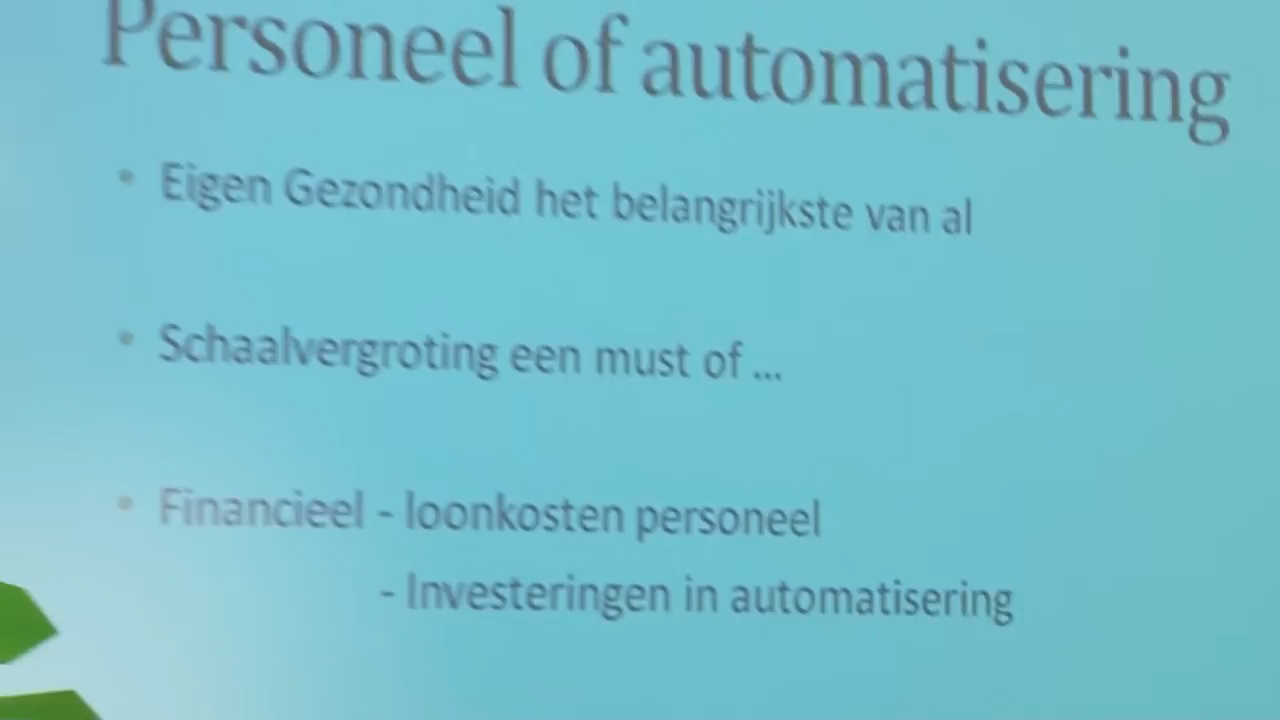 Personeel of automatisering
• Eigen Gezondheid het belangrijkste van al
• Schaalvergroting een must of ...
• Financieel - loonkosten personeel
- Investeringen in automatisering